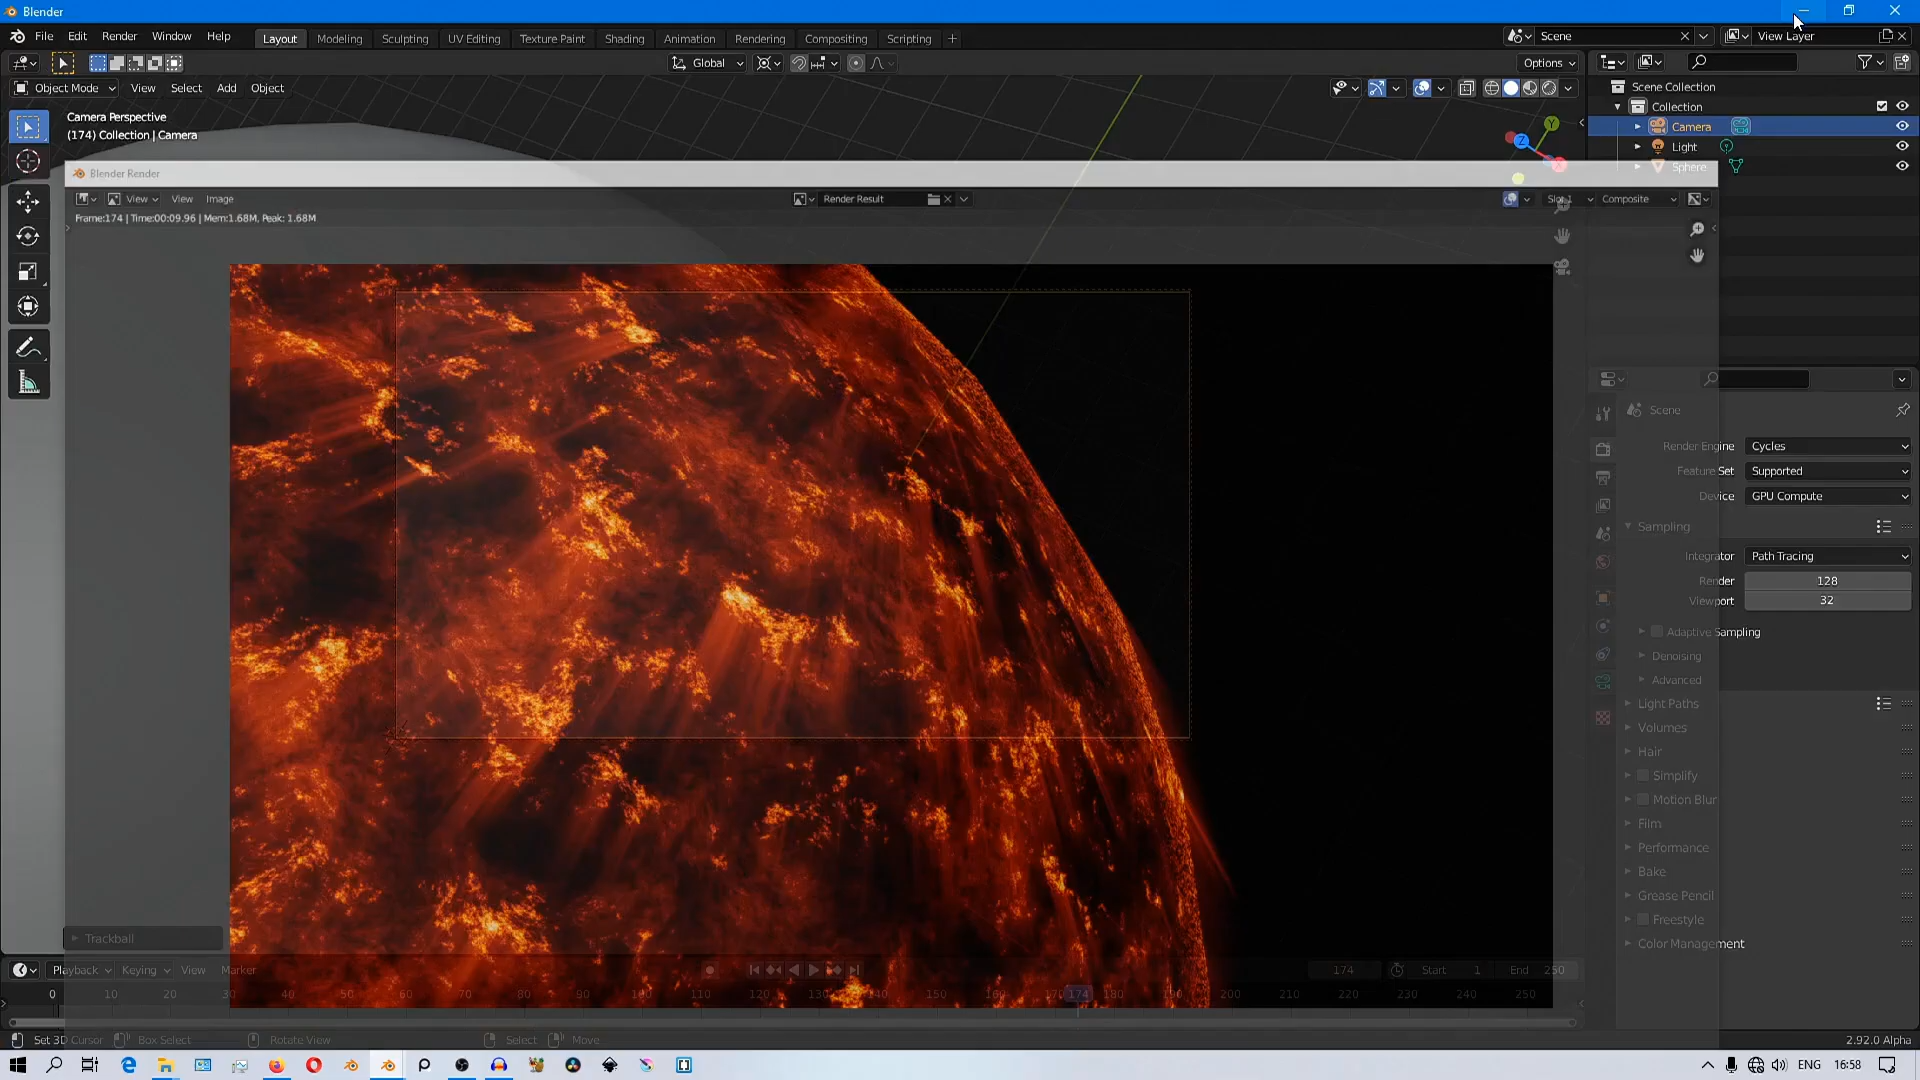 Blender
File Edit Render Window Help
Layout Modeling Sculpting UV Editing Texture Paint Shading Animation Rendering Compositing Scripting +
Scene
View Layer
Global
Options
Object Mode View Select Add Object
Camera Perspective
(174) Collection | Camera
Scene Collection
Collection
Camera
Light
Sphere
Y
Z
X
Blender Render
View View Image
Render Result
Slot 1
Composite
Frame:174 | Time:00:09.96 | Mem:1.68M, Peak: 1.68M
Scene
Render Engine Cycles
Feature Set Supported
Device GPU Compute
Sampling
Integrator Path Tracing
Render 128
Viewport 32
Adaptive Sampling
Denoising
Advanced
Light Paths
Volumes
Hair
Simplify
Motion Blur
Film
Performance
Bake
Grease Pencil
Freestyle
Color Management
Trackball
Playback Keying View Marker
174 Start 1 End 250
0 10 20 30 40 50 60 70 80 90 100 110 120 130 140 150 160 170 174 180 190 200 210 220 230 240 250
Set 3D Cursor Box Select Rotate View Select Move
2.92.0 Alpha
ENG 16:58